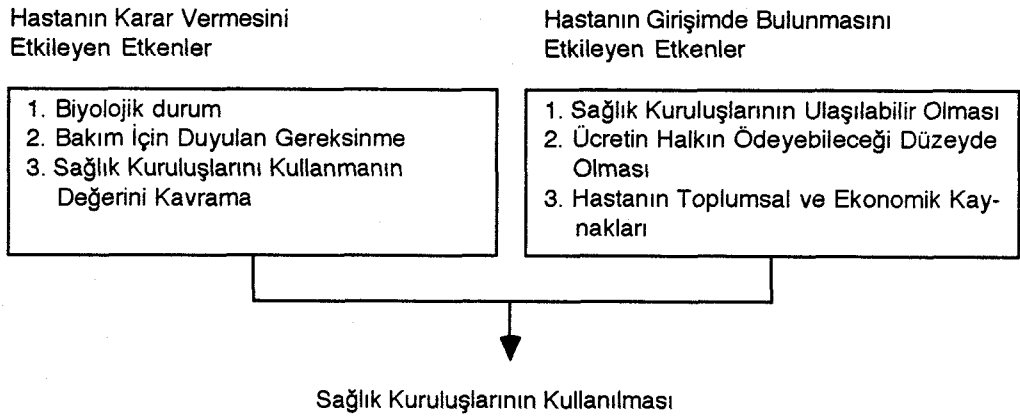 Hastanın Karar Vermesini
Etkileyen Etkenler
1. Biyolojik durum
2. Bakım İçin Duyulan Gereksinme
3. Sağlık Kuruluşlarını Kullanmanın
Değerini Kavrama
Hastanın Girişimde Bulunmasını
Etkileyen Etkenler
1. Sağlık Kuruluşlarının Ulaşılabilir Olması
2. Ücretin Halkın Ödeyebileceği Düzeyde
Olması
3. Hastanın Toplumsal ve Ekonomik Kay-
nakları
Sağlık Kuruluşlarının Kullanılması